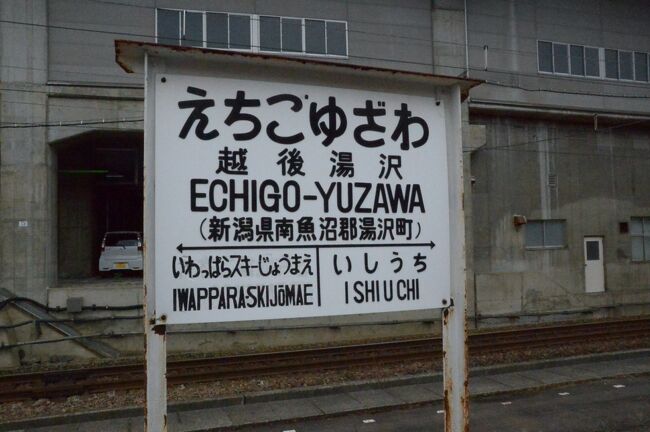 えちごゆざわ
越後湯沢
ECHIGO-YUZAWA
(新潟県南魚沼郡湯沢町)
いわっぱらスキーじょうまえ
IWAPPARA-SKIJŌMAE
いしうち
ISHIUCHI